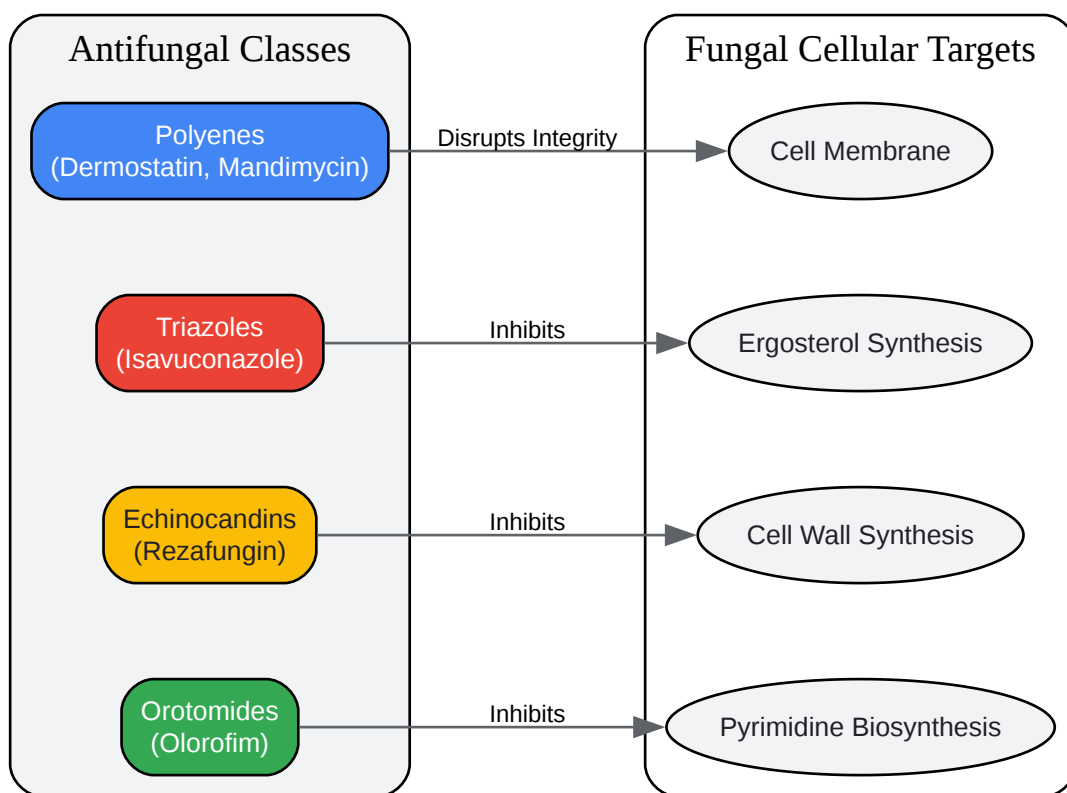 Antifungal Classes
Fungal Cellular Targets
Polyenes
(Dermostatin, Mandimycin)
Disrupts Integrity
Cell Membrane
Triazoles
(Isavuconazole)
Inhibits
Ergosterol Synthesis
Echinocandins
(Rezafungin)
Inhibits
Cell Wall Synthesis
Orotomides
(Olorofim)
Inhibits
Pyrimidine Biosynthesis